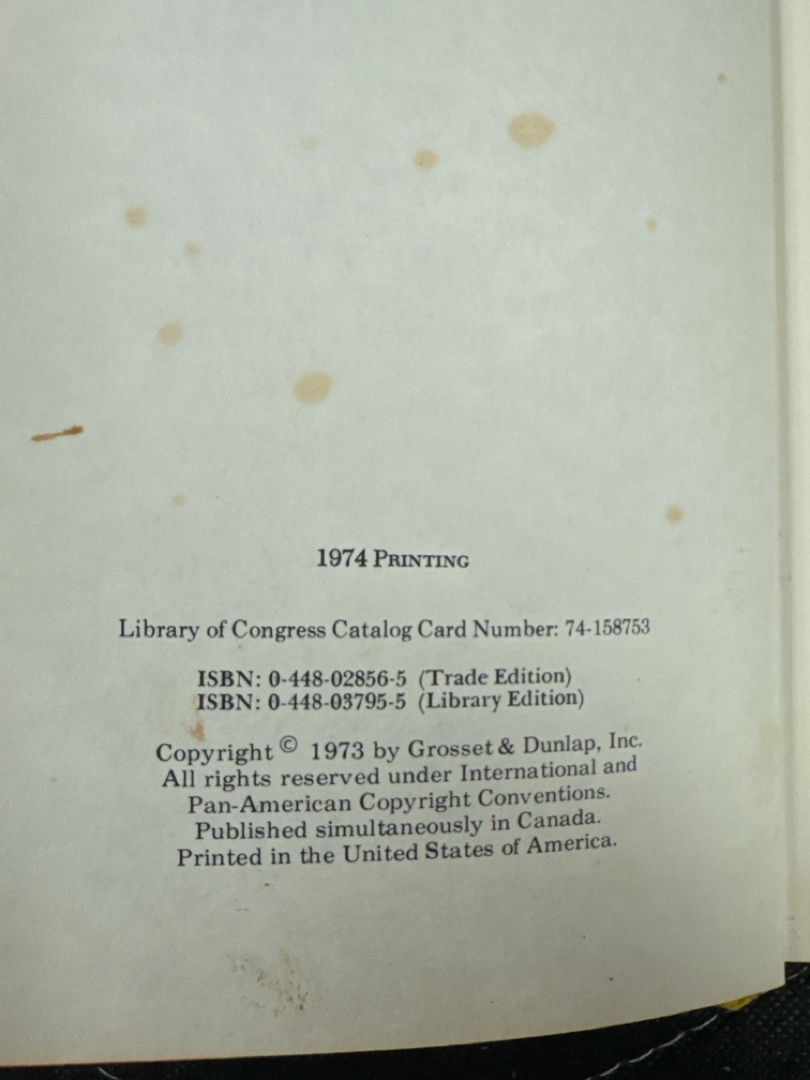 1974 PRINTING
Library of Congress Catalog Card Number: 74-158753
ISBN: 0-448-02856-5 (Trade Edition)
ISBN: 0-448-03795-5 (Library Edition)
Copyright © 1973 by Grosset & Dunlap, Inc.
All rights reserved under International and
Pan-American Copyright Conventions.
Published simultaneously in Canada.
Printed in the United States of America.